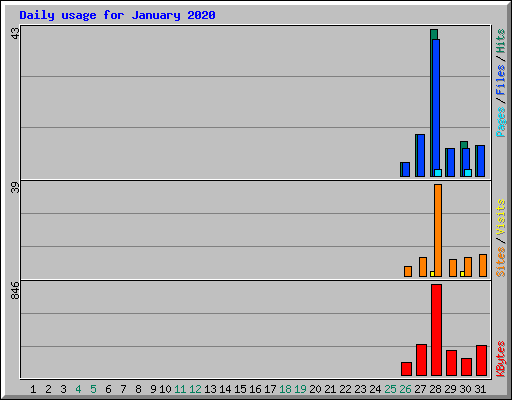 Daily usage for January 2020
43
39
846
Pages/Files/Hits
Sites/Visits
KBytes
1 2 3 4 5 6 7 8 9 10 11 12 13 14 15 16 17 18 19 20 21 22 23 24 25 26 27 28 29 30 31